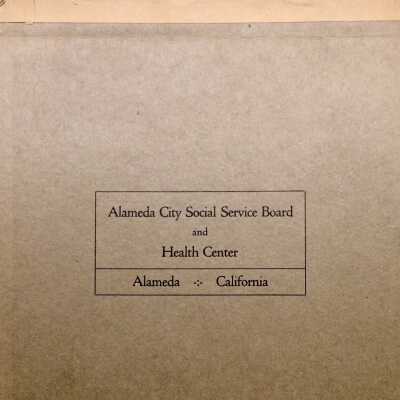 Alameda City Social Service Board
and
Health Center
Alameda ·:· California